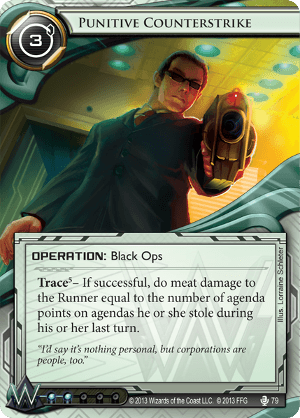 PUNITIVE COUNTERSTRIKE
3
OPERATION: Black Ops
Trace⁵– If successful, do meat damage to
the Runner equal to the number of agenda
points on agendas he or she stole during
his or her last turn.
“I’d say it’s nothing personal, but corporations are
people, too.”
Illus. Lorraine Schleter
© 2013 Wizards of the Coast LLC. © 2013 FFG 79